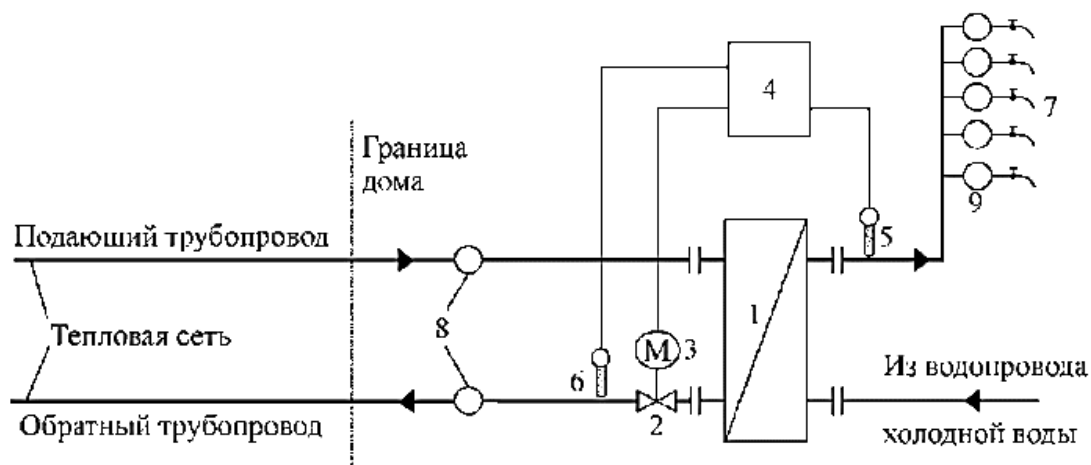 4
7
Граница
дома
9
Подающий трубопровод
5
Тепловая сеть
8
1
М
3
6
Из водопровода
2
Обратный трубопровод
холодной воды